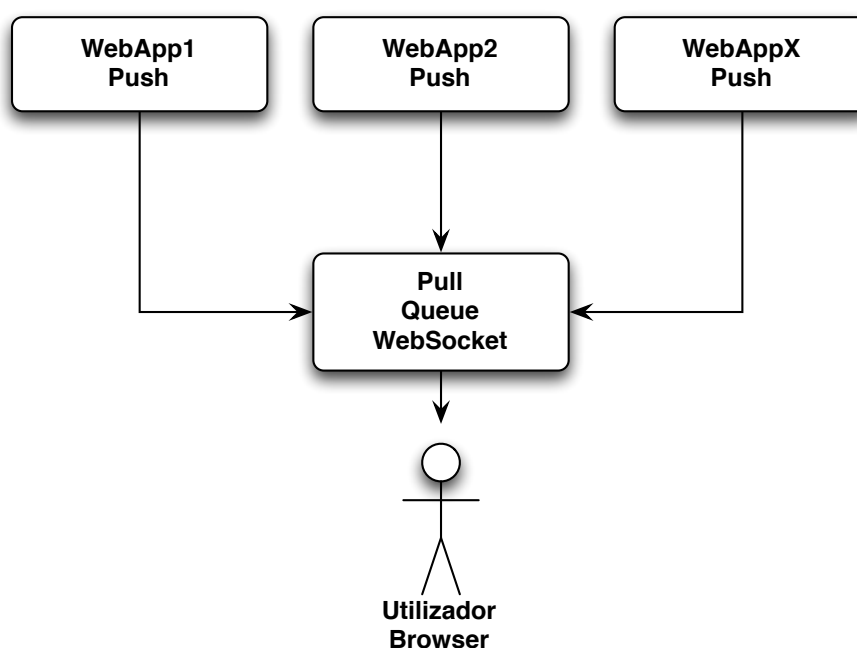 WebApp1
Push
WebApp2
Push
WebAppX
Push
Pull
Queue
WebSocket
Utilizador
Browser